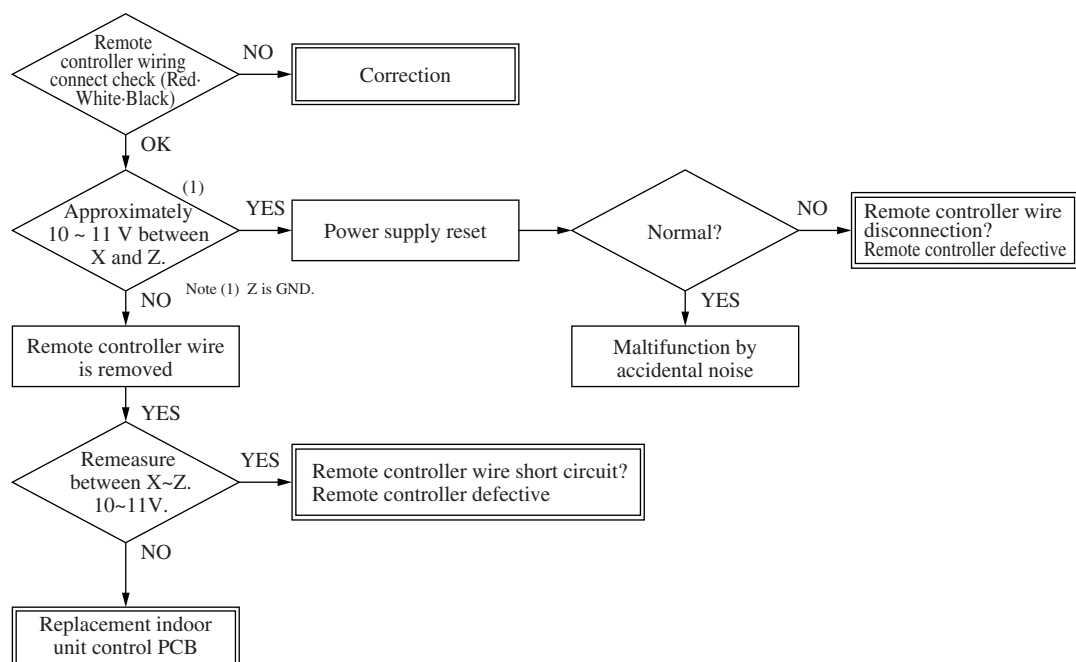 Remote
controller wiring
connect check (Red·
White·Black)
NO
Correction
OK
(1)
Approximately
10 ~ 11 V between
X and Z.
YES
Power supply reset
Normal?
NO
Remote controller wire
disconnection?
Remote controller defective
NO
Note (1) Z is GND.
YES
Remote controller wire
is removed
Maltifunction by
accidental noise
YES
Remeasure
between X~Z.
10~11V.
YES
Remote controller wire short circuit?
Remote controller defective
NO
Replacement indoor
unit control PCB